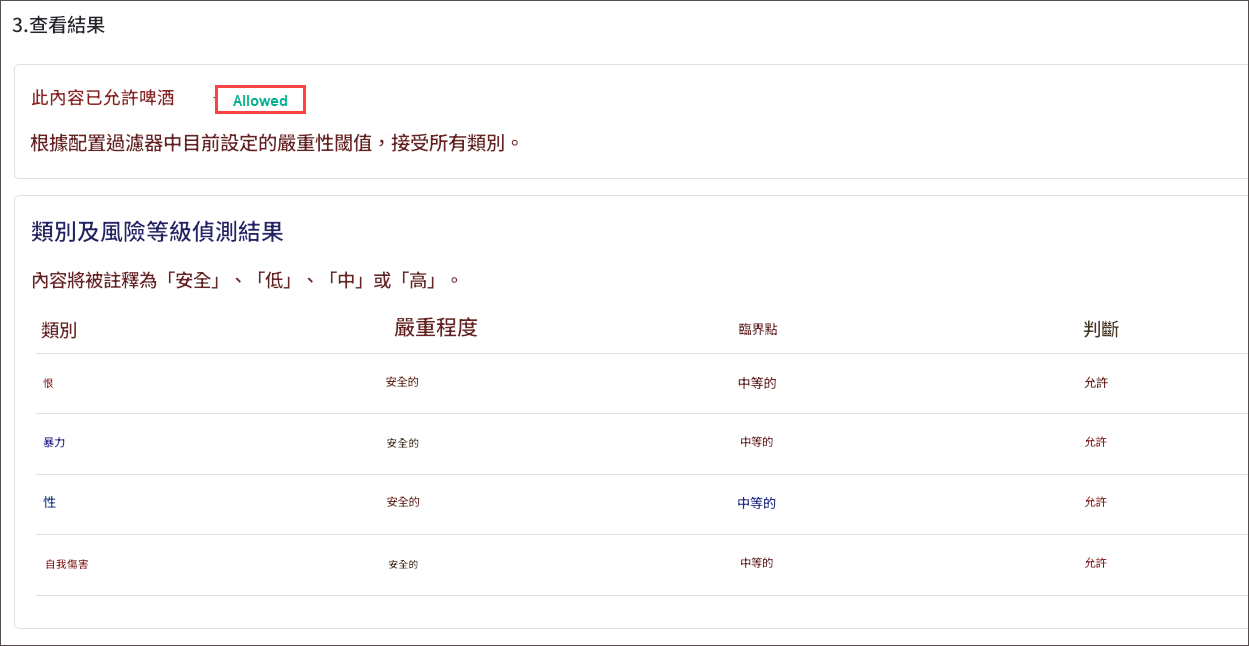 3.查看結果
此內容已允許啤酒 Allowed
根據配置過濾器中目前設定的嚴重性閾值，接受所有類別。
類別及風險等級偵測結果
內容將被註釋為「安全」、「低」、「中」或「高」。
類別 嚴重程度 臨界點 判斷
恨 安全的 中等的 允許
暴力 安全的 中等的 允許
性 安全的 中等的 允許
自我傷害 安全的 中等的 允許